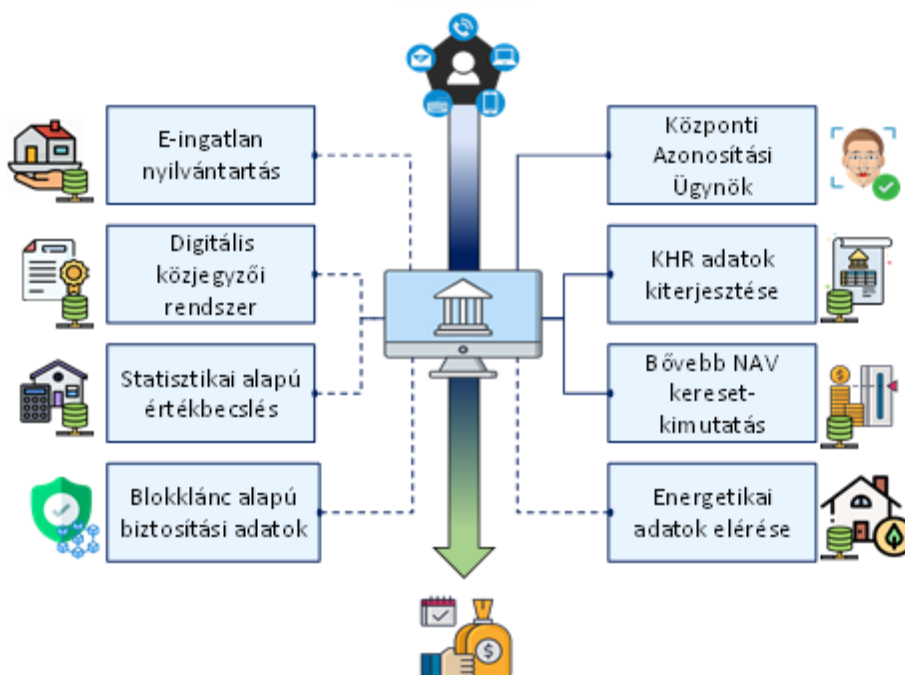 E-ingatlan
nyilvántartás
Digitális
közjegyzői
rendszer
Statisztikai alapú
értékbecslés
Blokklánc alapú
biztosítási adatok
Központi
Azonosítási
Ügynök
KHR adatok
kiterjesztése
Bővebb NAV
kereset-
kimutatás
Energetikai
adatok elérése